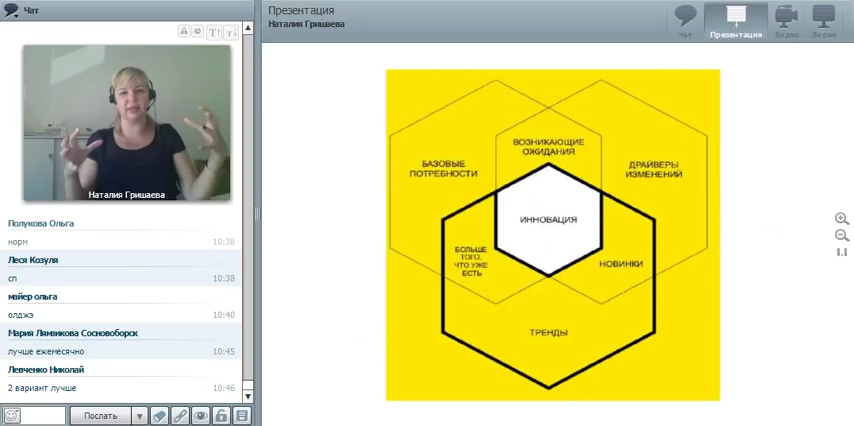 Чат
Презентация
Наталия Гришаева
Чат
Презентация
Видео
Экран
Наталия Гришаева
Полукова Ольга
норм 10:38
Леся Козуля
сп 10:38
майер ольга
олджэ 10:40
Мария Лямзикова Сосновоборск
лучше ежемесячно 10:45
Левченко Николай
2 вариант лучше 10:46
Послать
БАЗОВЫЕ
ПОТРЕБНОСТИ
ВОЗНИКАЮЩИЕ
ОЖИДАНИЯ
ДРАЙВЕРЫ
ИЗМЕНЕНИЙ
ИННОВАЦИЯ
БОЛЬШЕ
ТОГО,
ЧТО УЖЕ
ЕСТЬ
НОВИНКИ
ТРЕНДЫ
1:1